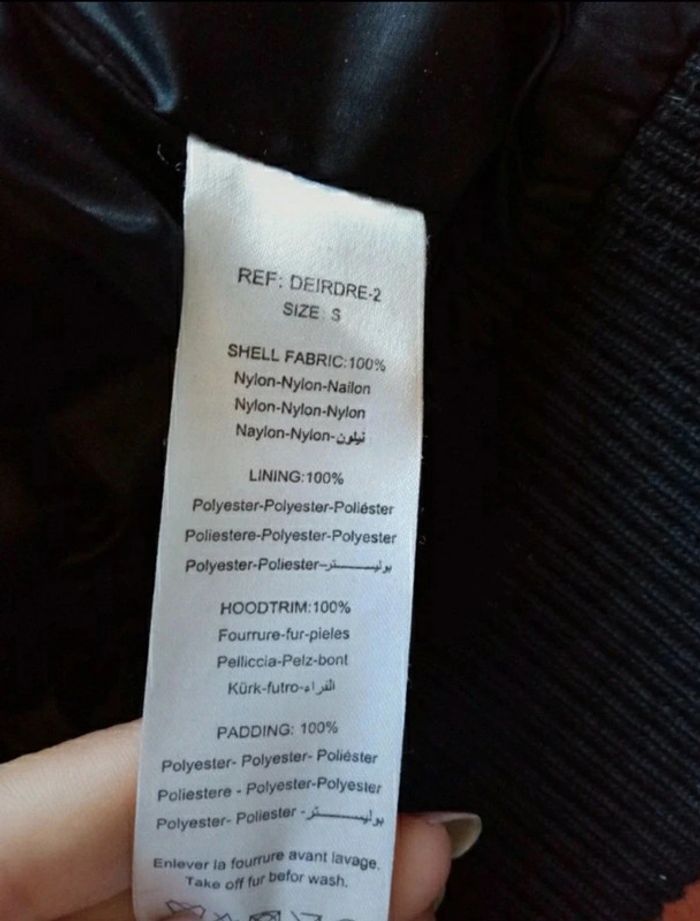 REF: DEIRDRE-2
SIZE: S
SHELL FABRIC:100%
Nylon-Nylon-Nailon
Nylon-Nylon-Nylon
Naylon-Nylon-نيلون
LINING:100%
Polyester-Polyester-Poliéster
Poliestere-Polyester-Polyester
Polyester-Poliester-بوليـــــــستر
HOODTRIM:100%
Fourrure-fur-pieles
Pelliccia-Pelz-bont
Kürk-futro-الفراء
PADDING: 100%
Polyester- Polyester- Poliéster
Poliestere - Polyester-Polyester
Polyester- Poliester -بوليـــــــستر
Enlever la fourrure avant lavage.
Take off fur befor wash.